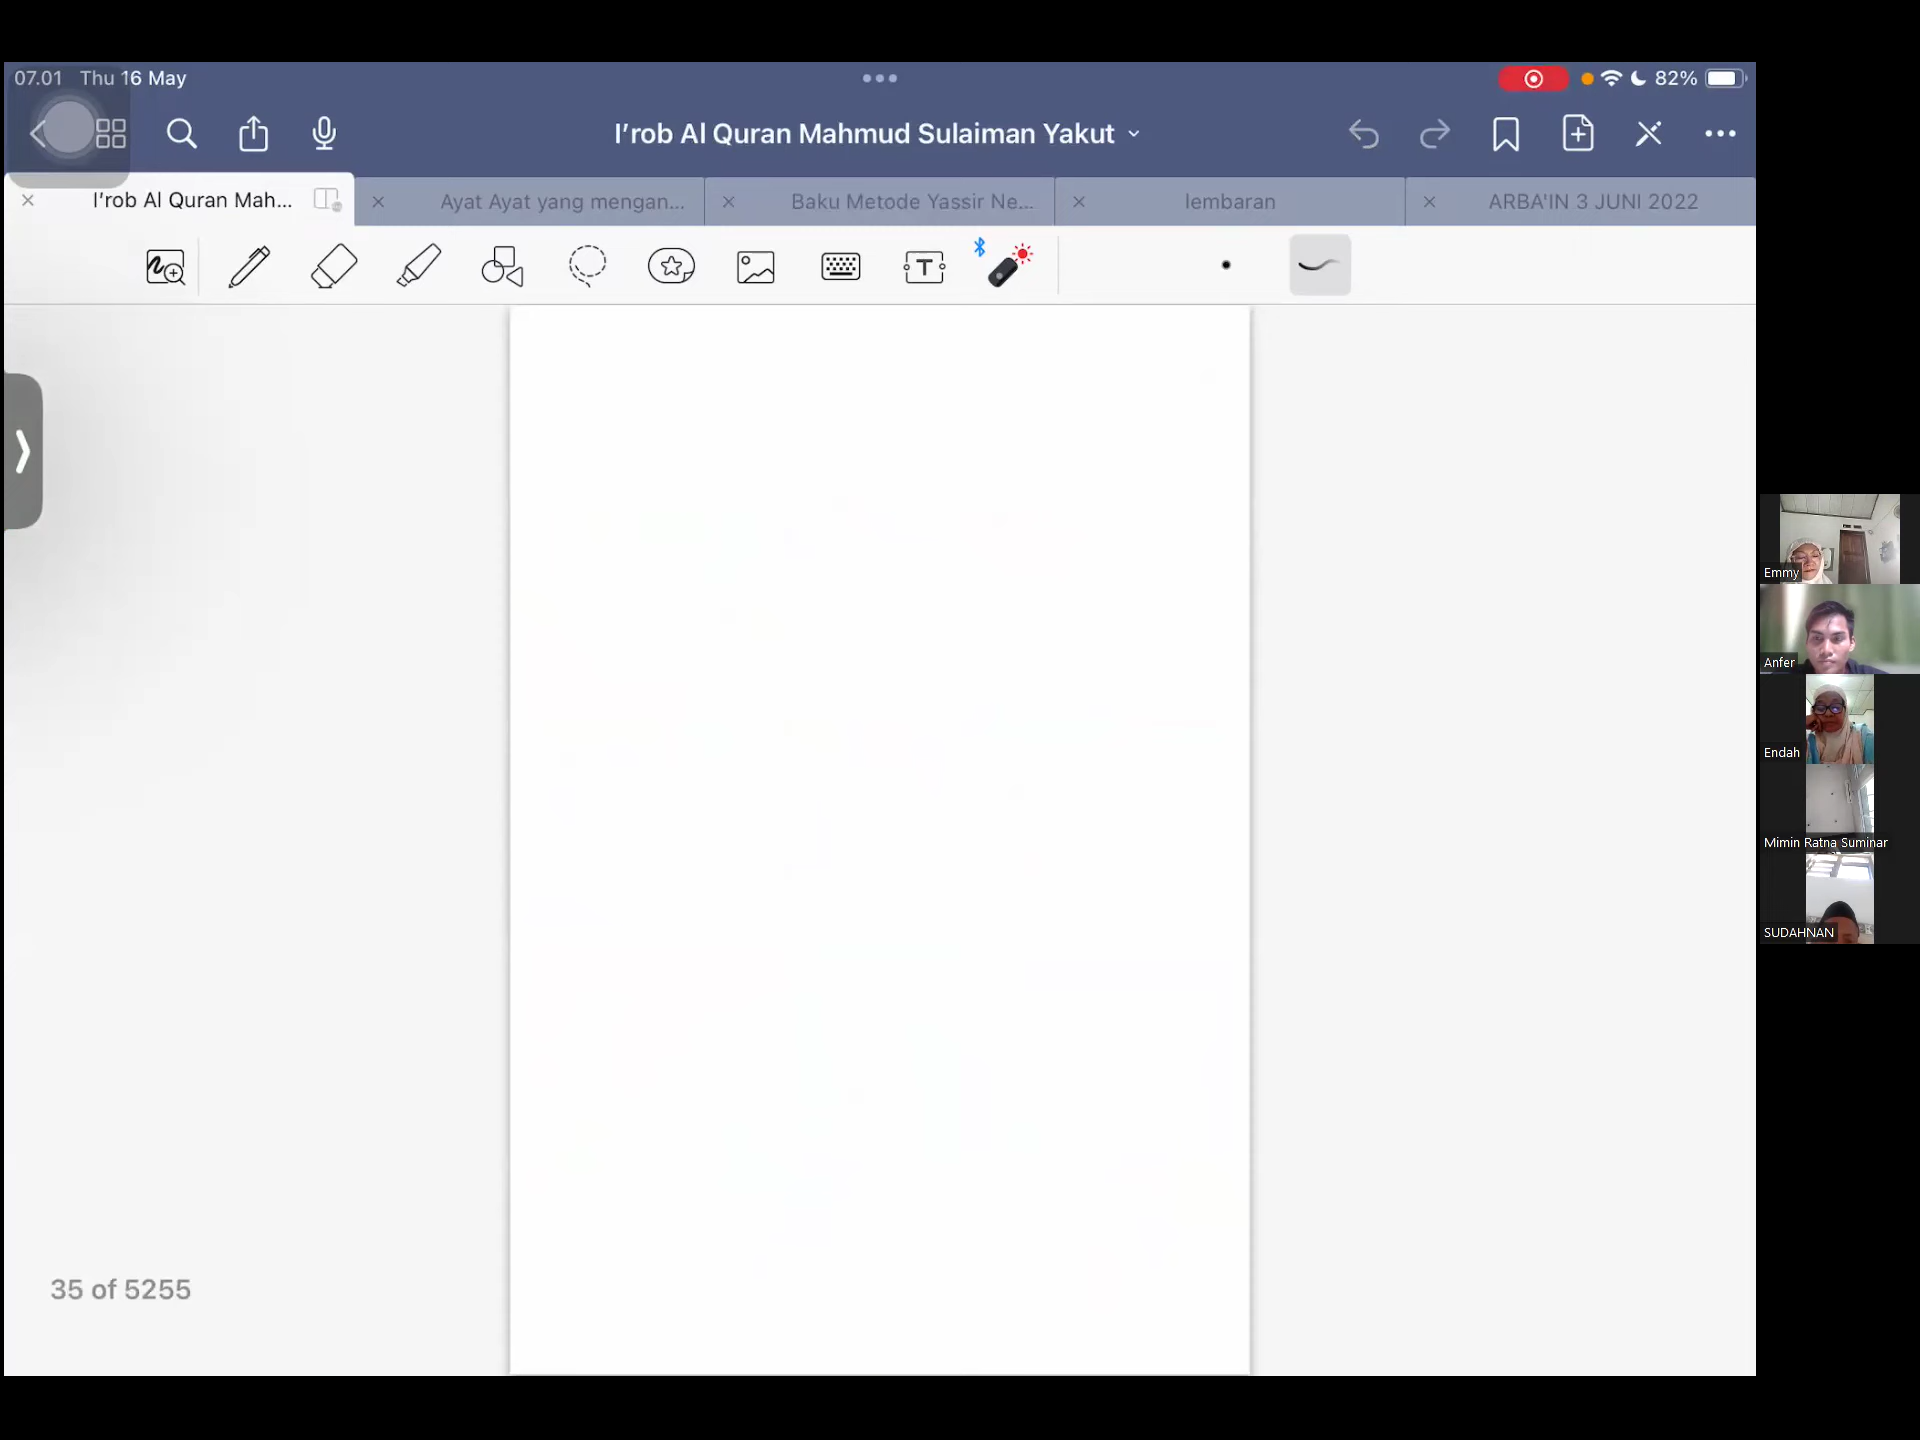 07.01 Thu 16 May
82%
I'rob Al Quran Mahmud Sulaiman Yakut
I'rob Al Quran Mah...
Ayat Ayat yang mengan...
Baku Metode Yassir Ne...
lembaran
ARBA'IN 3 JUNI 2022
T
Emmy
Anfer
Endah
Mimin Ratna Suminar
SUDAHNAN
35 of 5255